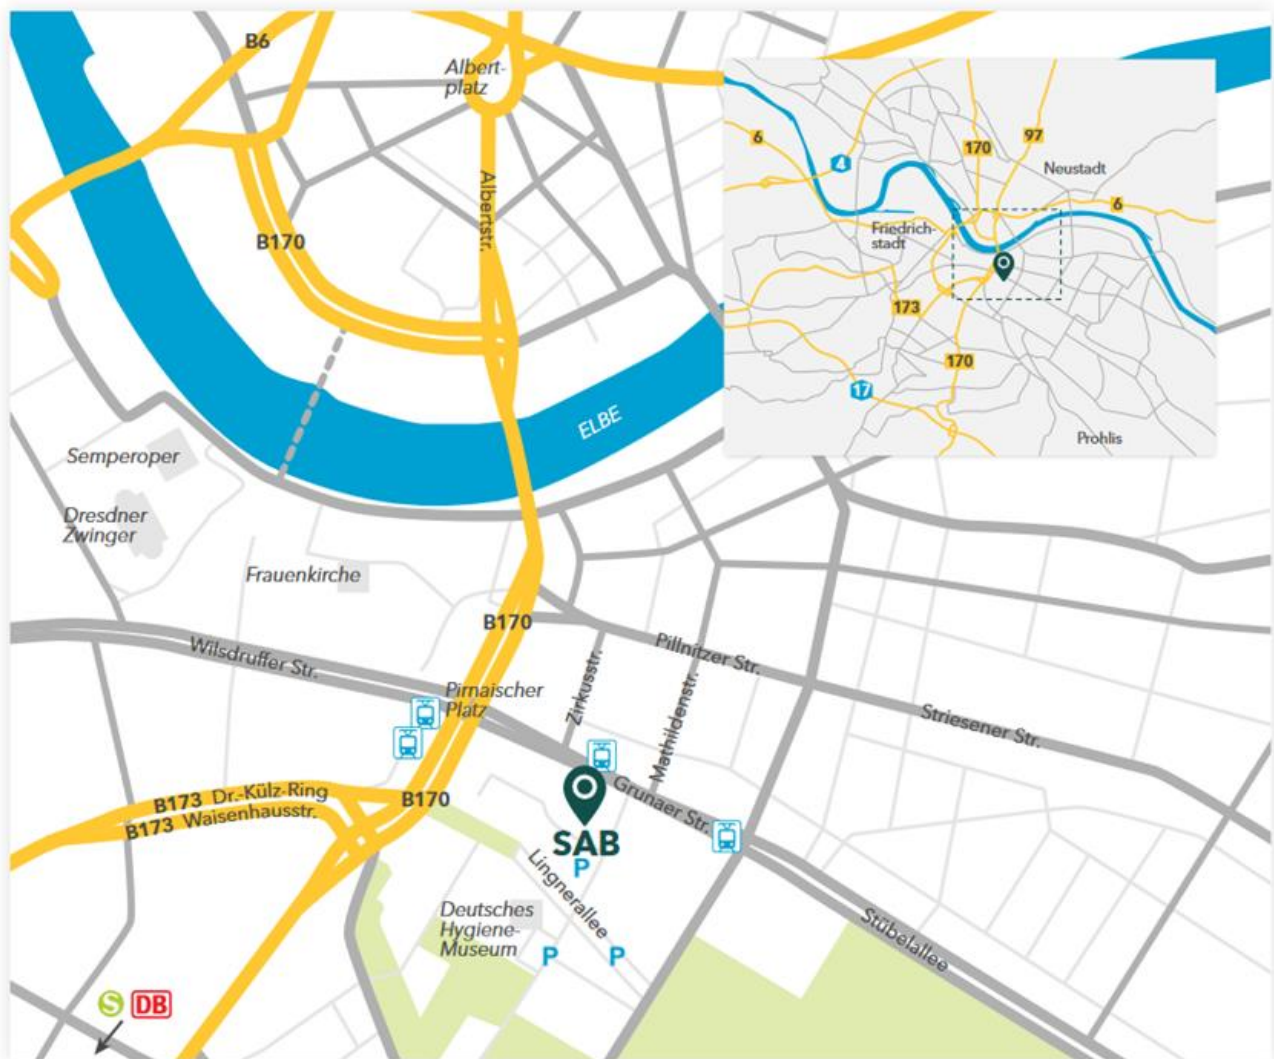 B6
Albert-
platz
Albertstr.
B170
ELBE
6
4
170
97
Neustadt
6
Friedrich-
stadt
173
170
17
Prohlis
Semperoper
Dresdner
Zwinger
Frauenkirche
B170
Wilsdruffer Str.
Pillnitzer Str.
Zirkusstr.
Mathildenstr.
Pirnaischer
Platz
Striesener Str.
B173 Dr.-Külz-Ring
B173 Waisenhausstr.
B170
Grunaer Str.
SAB
P
Lingnerallee
Deutsches
Hygiene-
Museum
P
P
Stübelallee
S DB